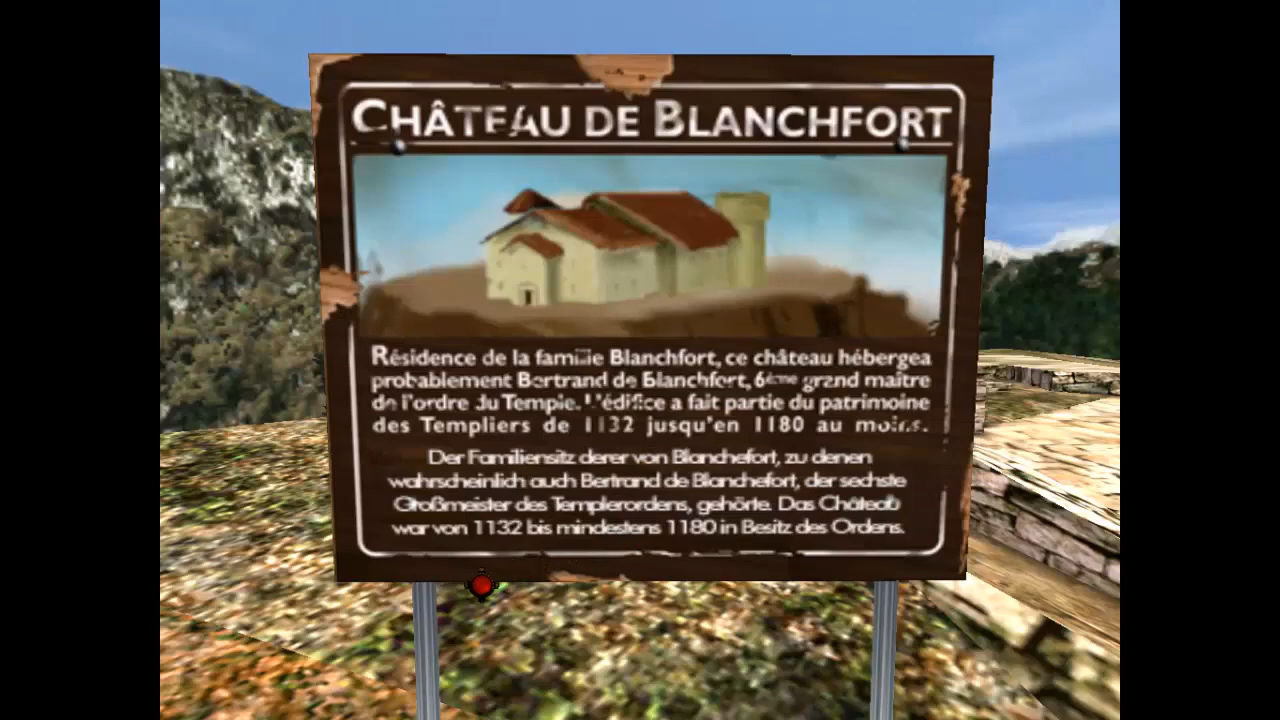 CHÂTEAU DE BLANCHFORT
Résidence de la famille Blanchfort, ce château hébergea
probablement Bertrand de Blanchfort, 6ème grand maître
de l'ordre du Temple. L'édifice a fait partie du patrimoine
des Templiers de 1132 jusqu'en 1180 au moins.
Der Familiensitz derer von Blanchefort, zu denen
wahrscheinlich auch Bertrand de Blanchefort, der sechste
Großmeister des Templerordens, gehörte. Das Château
war von 1132 bis mindestens 1180 in Besitz des Ordens.